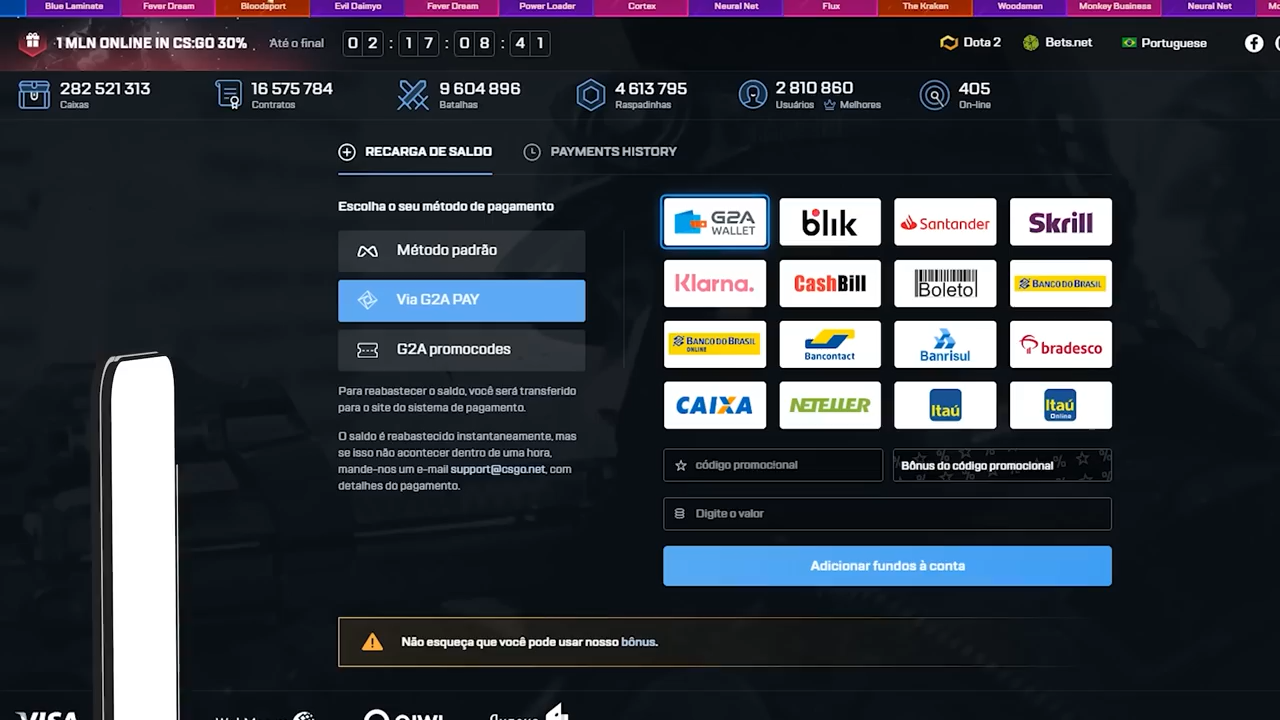 Blue Laminate Fever Dream Bloodsport Evil Daimyo Fever Dream Power Loader Cortex Neural Net Flux The Kraken Woodsman Monkey Business Neural Net
1 MLN ONLINE IN CS:GO 30% Até o final 02:17:08:41 Dota 2 Bets.net Portuguese
282 521 313 16 575 784 9 604 896 4 613 795 2 810 860 405
Caixas Contratos Batalhas Raspadinhas Usuários Melhores On-line
RECARGA DE SALDO PAYMENTS HISTORY
Escolha o seu método de pagamento
Método padrão
Via G2A PAY
G2A promocodes
Para reabastecer o saldo, você será transferido
para o site do sistema de pagamento.
O saldo é reabastecido instantaneamente, mas
se isso não acontecer dentro de uma hora,
mande-nos um e-mail support@csgo.net, com
detalhes do pagamento.
G2A WALLET blik Santander Skrill
Klarna. CashBill Boleto BANCO DO BRASIL
BANCO DO BRASIL ONLINE Bancontact Banrisul bradesco
CAIXA NETELLER Itaú Itaú Online
código promocional Bônus do código promocional
Digite o valor
Adicionar fundos à conta
Não esqueça que você pode usar nosso bônus.
VISA QIWI